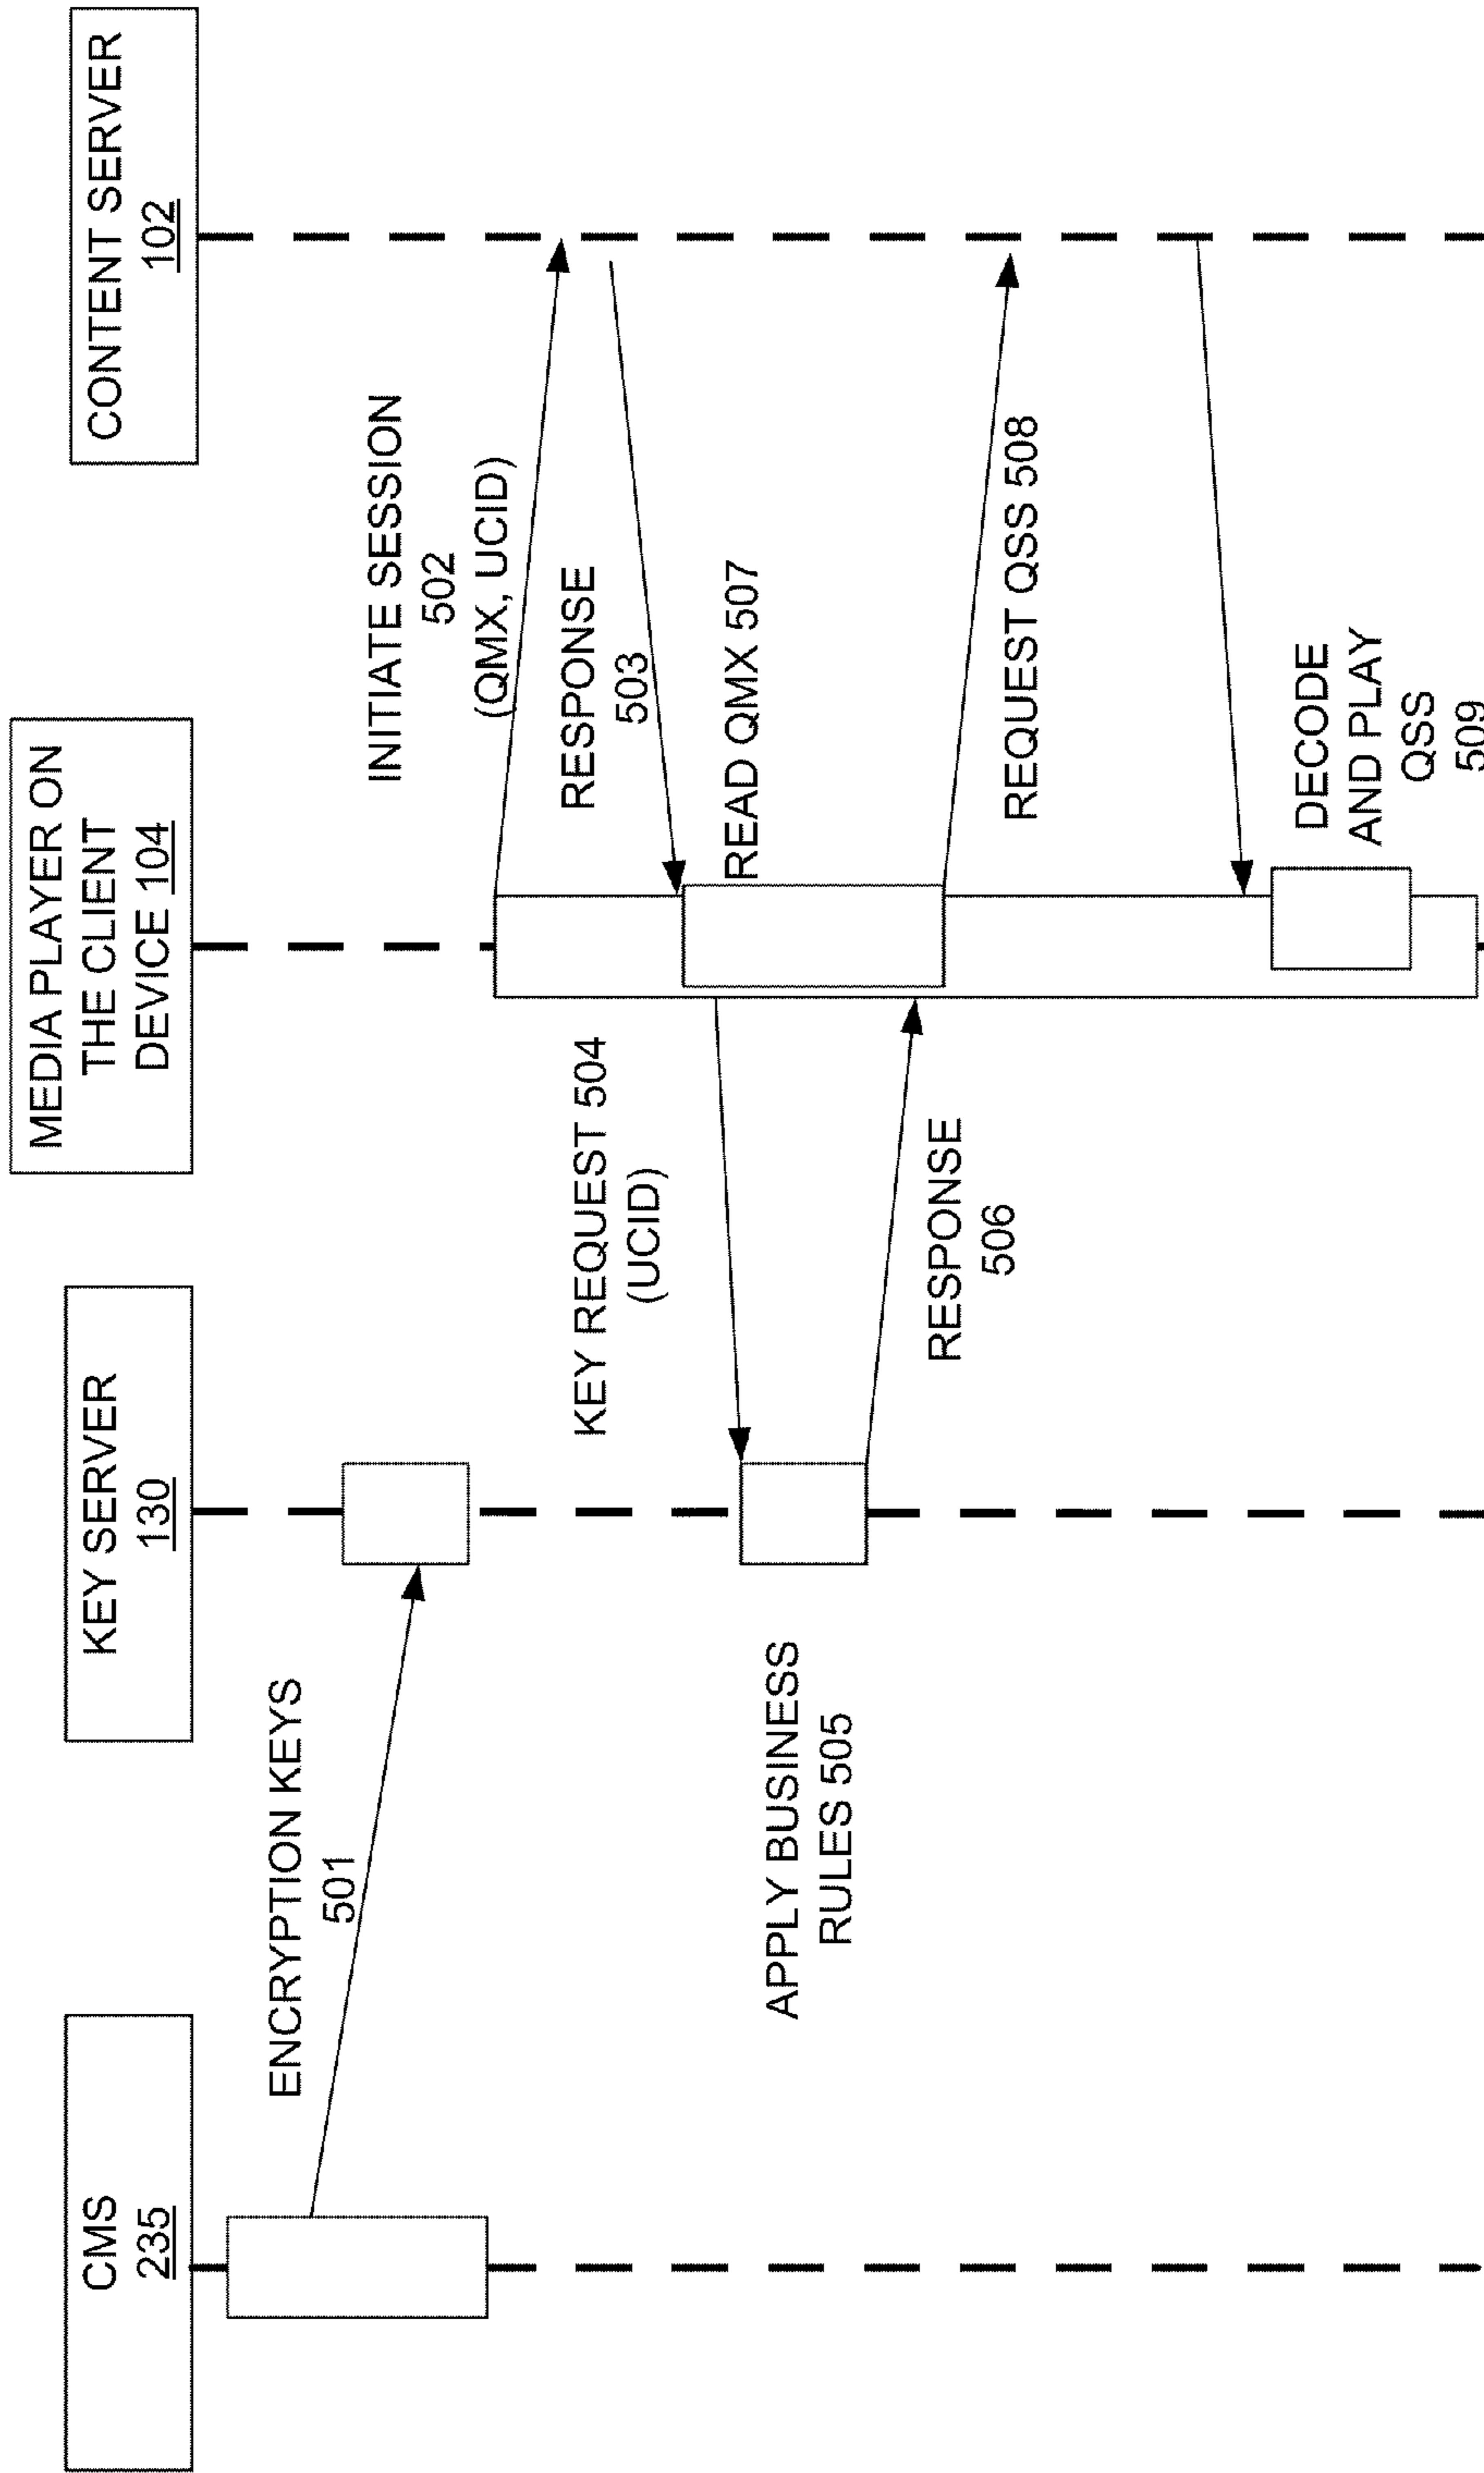 CMS
235
KEY SERVER
130
MEDIA PLAYER ON
THE CLIENT
DEVICE 104
CONTENT SERVER
102
ENCRYPTION KEYS
501
INITIATE SESSION
502
(QMX, UCID)
RESPONSE
503
KEY REQUEST 504
(UCID)
READ QMX 507
APPLY BUSINESS
RULES 505
RESPONSE
506
REQUEST QSS 508
DECODE
AND PLAY
QSS
509